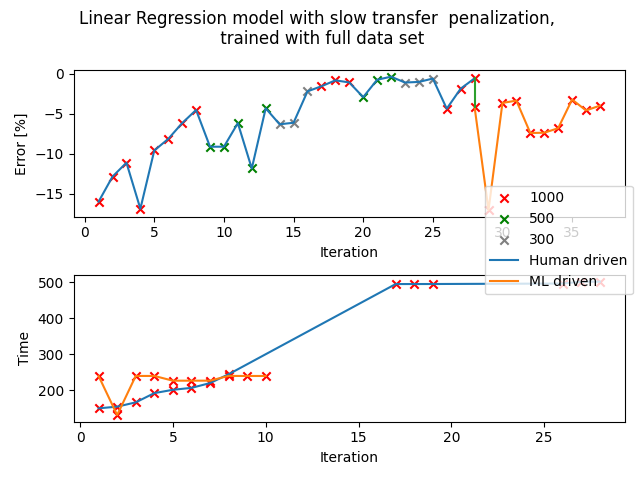 Linear Regression model with slow transfer  penalization,
trained with full data set
Error [%]
0
−5
−10
−15
0 5 10 15 20 25 30 35
Iteration
1000
500
300
Human driven
ML driven
Time
500
400
300
200
0 5 10 15 20 25
Iteration